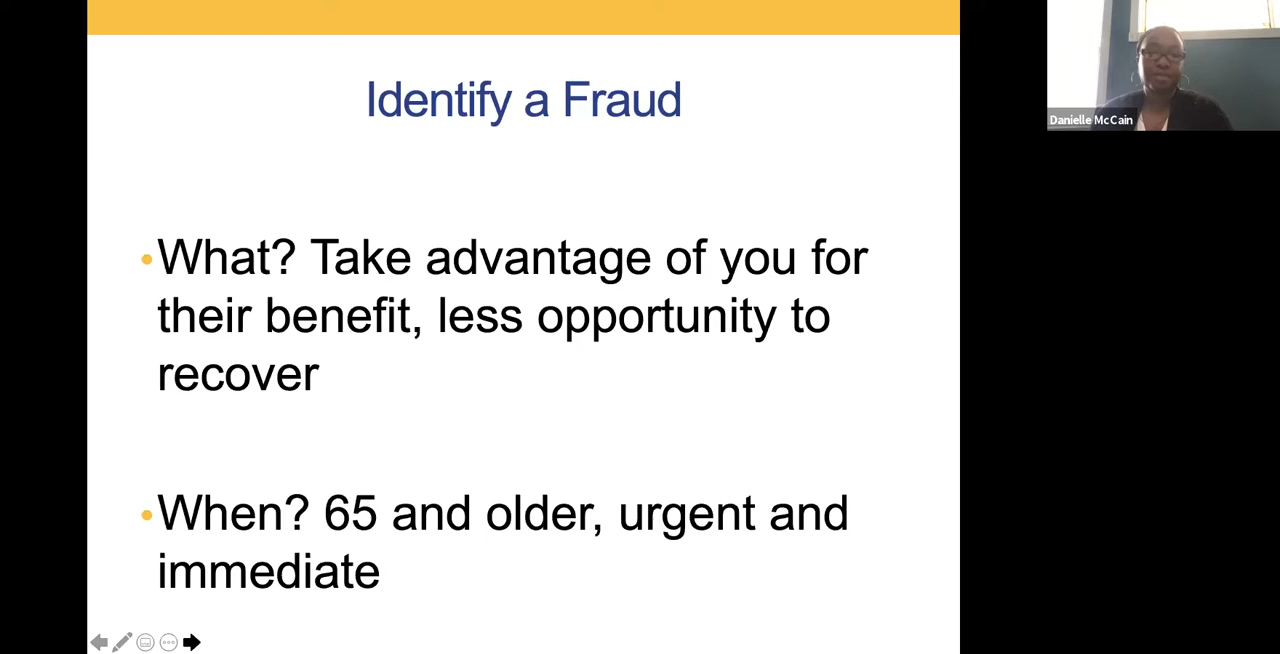 Identify a Fraud
•What? Take advantage of you for
their benefit, less opportunity to
recover
•When? 65 and older, urgent and
immediate
Danielle McCain